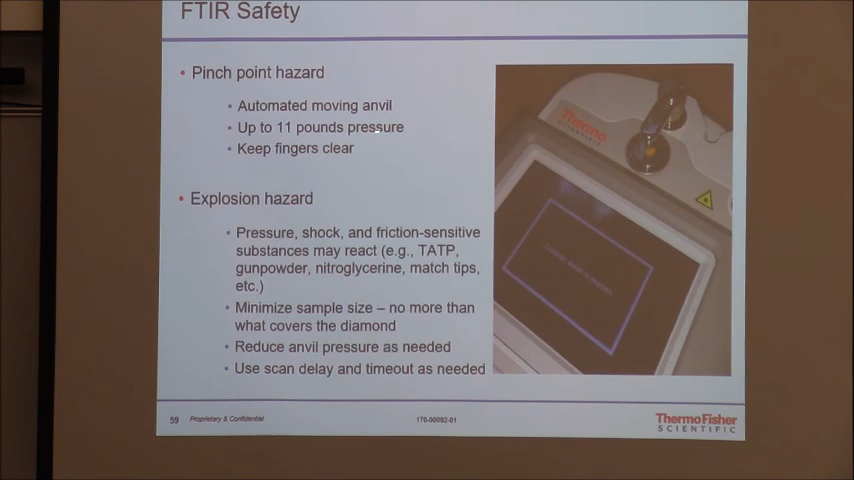 FTIR Safety
• Pinch point hazard
• Automated moving anvil
• Up to 11 pounds pressure
• Keep fingers clear
• Explosion hazard
• Pressure, shock, and friction-sensitive
substances may react (e.g., TATP,
gunpowder, nitroglycerine, match tips,
etc.)
• Minimize sample size – no more than
what covers the diamond
• Reduce anvil pressure as needed
• Use scan delay and timeout as needed
Thermo
SCIENTIFIC
59
Proprietary & Confidential
170-00092-01
ThermoFisher
SCIENTIFIC